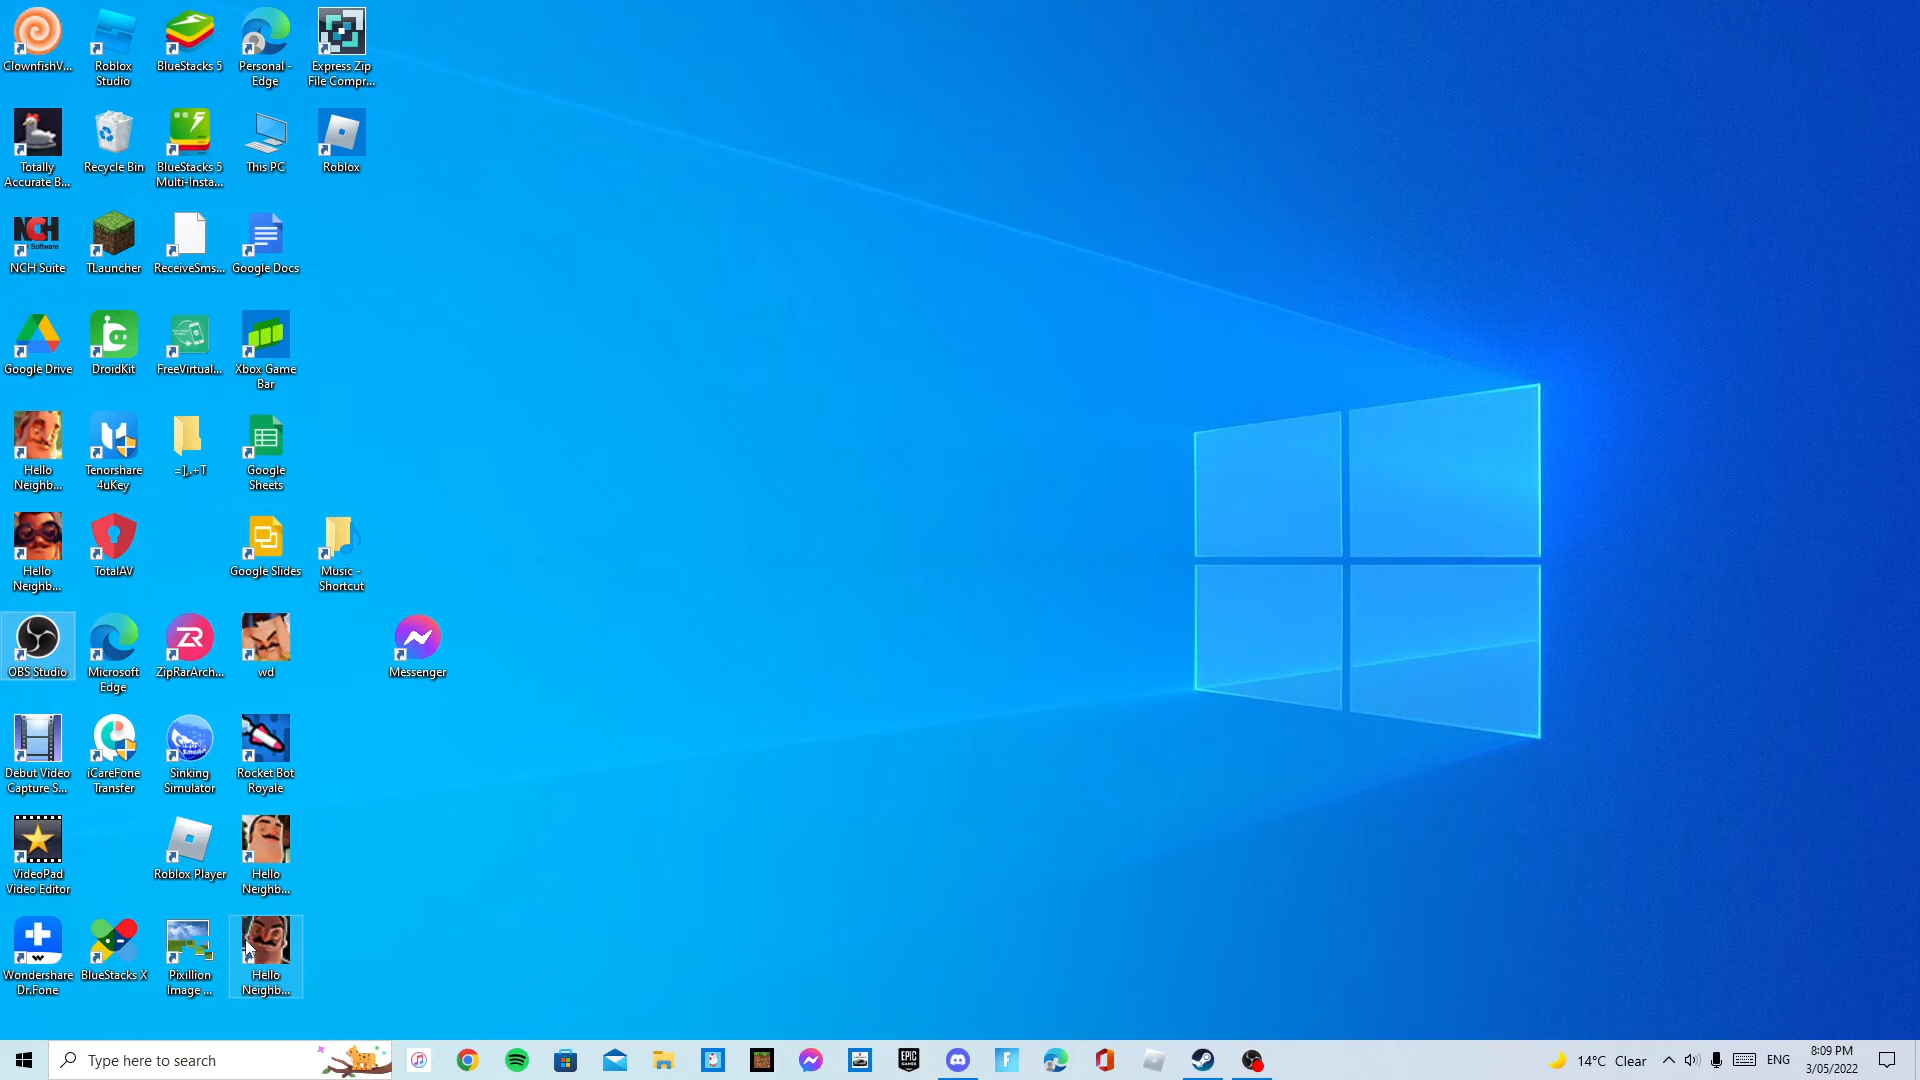 ClownfishV...
Roblox
Studio
BlueStacks 5
Personal -
Edge
Express Zip
File Compr...
Totally
Accurate B...
Recycle Bin
BlueStacks 5
Multi-Insta...
This PC
Roblox
NCH
Software
NCH Suite
TLauncher
ReceiveSms...
Google Docs
Google Drive
DroidKit
FreeVirtual...
Xbox Game
Bar
Hello
Neighb...
Tenorshare
4uKey
=],.+T
Google
Sheets
Hello
Neighb...
TotalAV
Google Slides
Music -
Shortcut
OBS Studio
Microsoft
Edge
ZipRarArch...
wd
Messenger
Debut Video
Capture S...
iCareFone
Transfer
Sinking
Simulator
Rocket Bot
Royale
VideoPad
Video Editor
Roblox Player
Hello
Neighb...
Wondershare
Dr.Fone
BlueStacks X
Pixillion
Image ...
Hello
Neighb...
Type here to search
EPIC
GAMES
14°C Clear
ENG
8:09 PM
3/05/2022